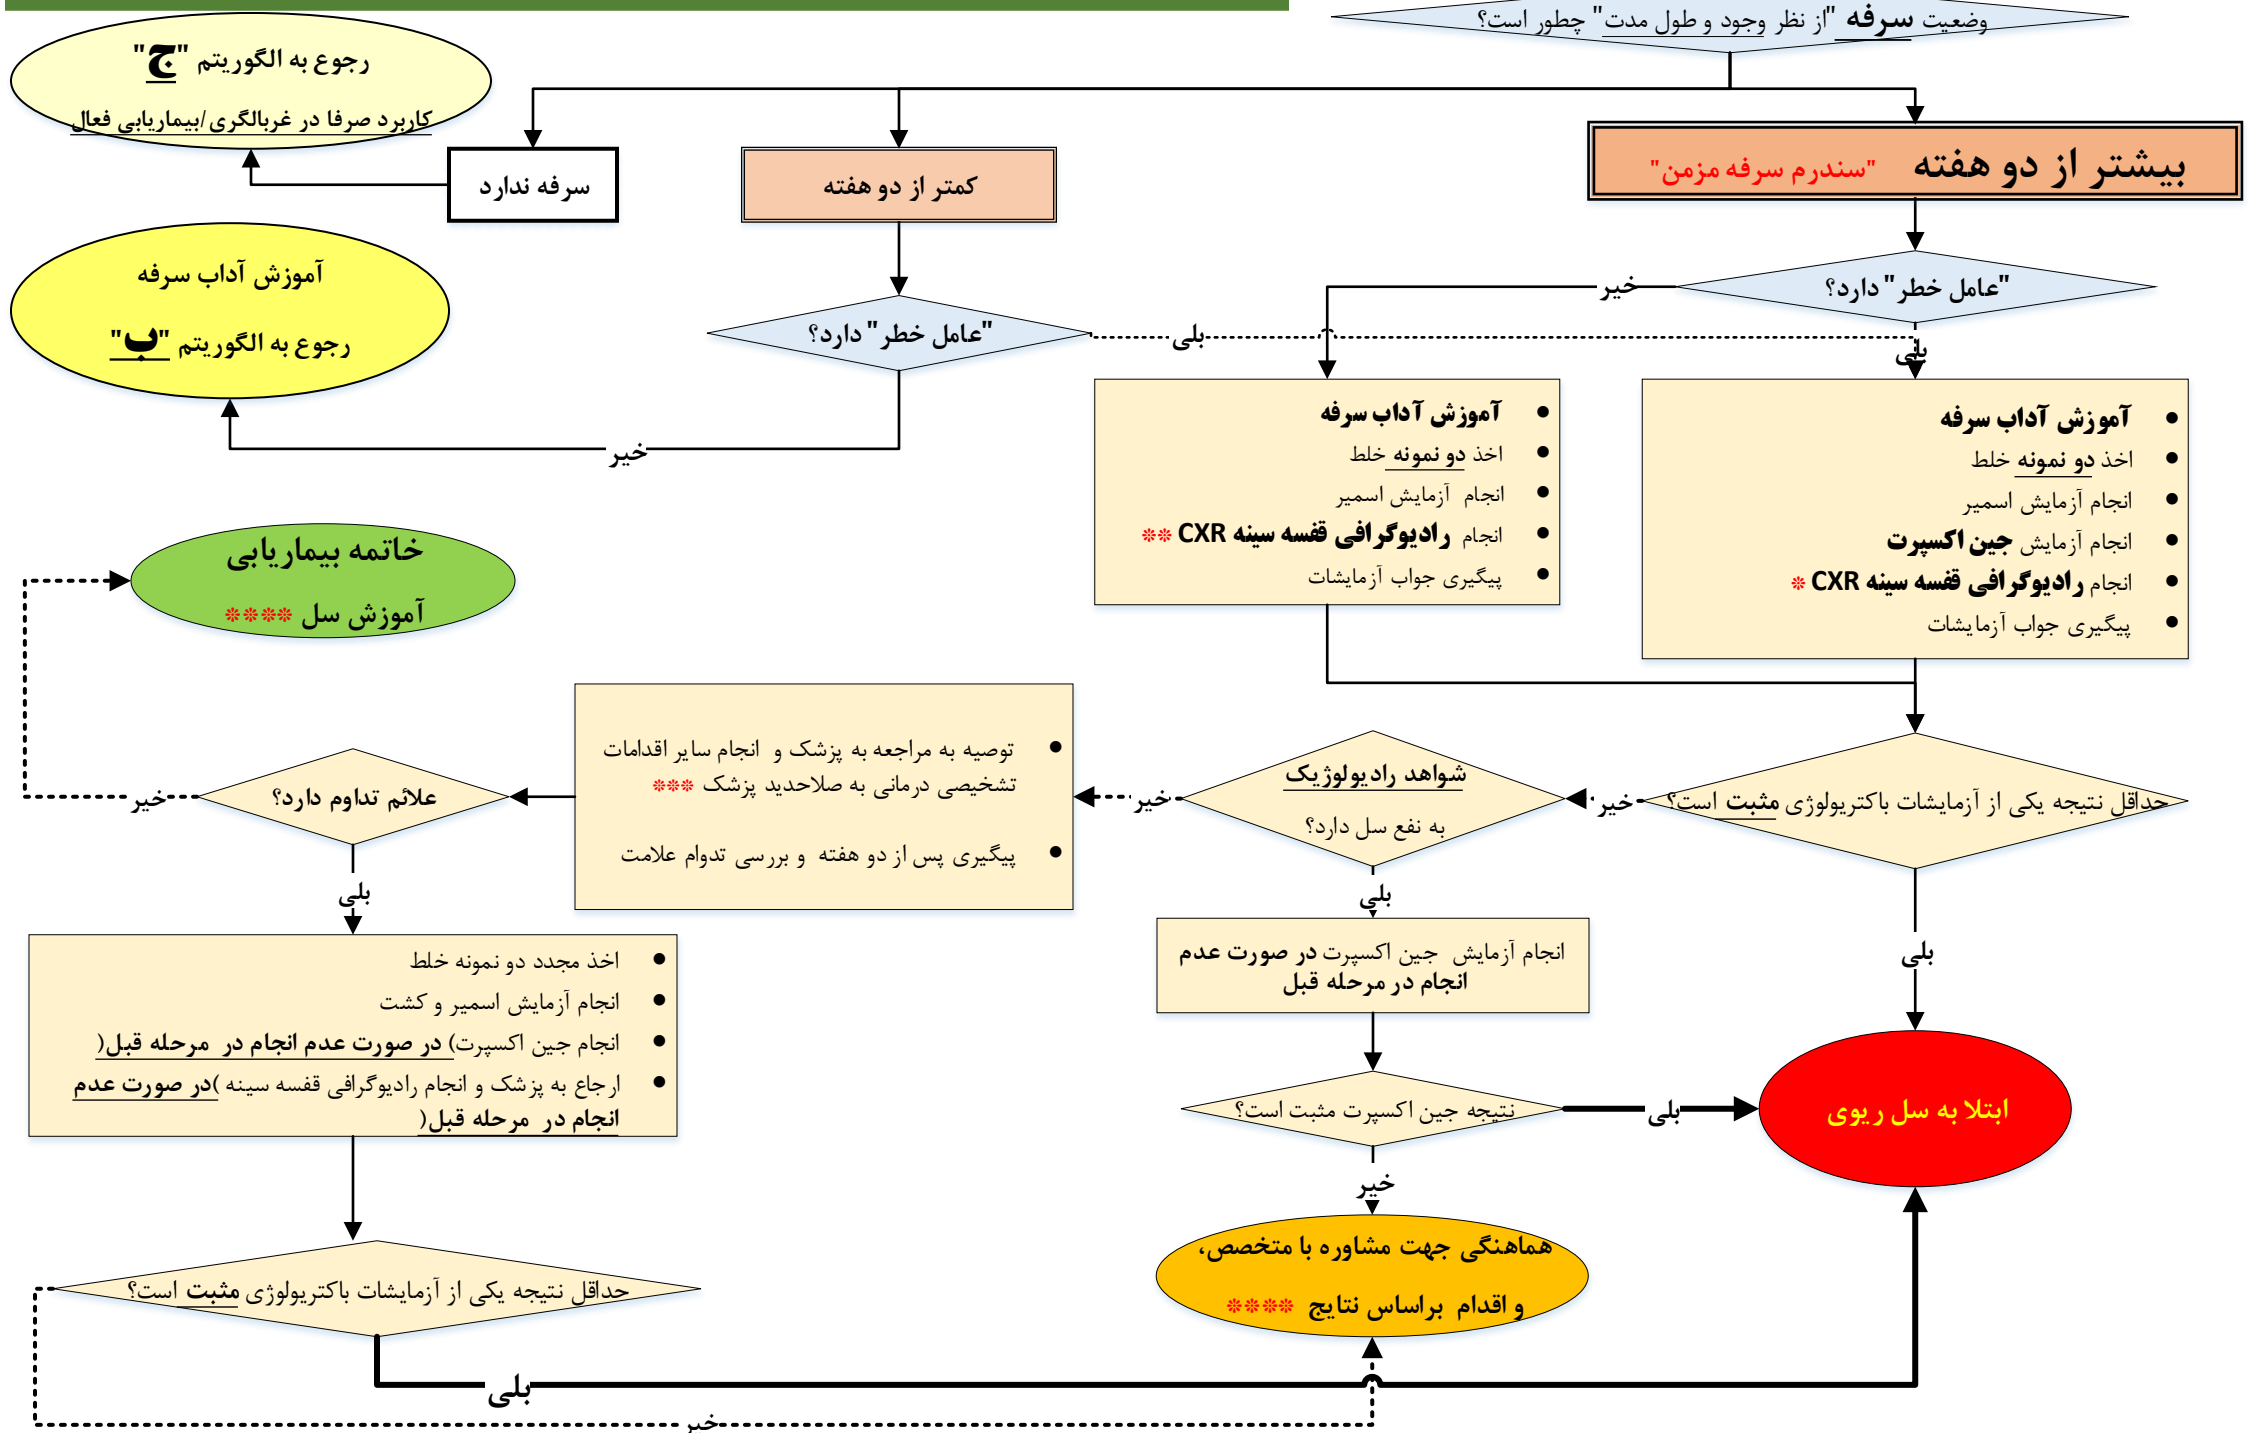 وضعیت سرفه "از نظر وجود و طول مدت" چطور است؟
بیشتر از دو هفته "سندرم سرفه مزمن"
کمتر از دو هفته
سرفه ندارد
رجوع به الگوریتم "ج"
کاربرد صرفا در غربالگری/بیماریابی فعال
"عامل خطر" دارد؟
خیر
بلی
"عامل خطر" دارد؟
بلی
خیر
آموزش آداب سرفه
رجوع به الگوریتم "ب"
آموزش آداب سرفه
اخذ دو نمونه خلط
انجام آزمایش اسمیر
انجام آزمایش جین اکسپرت
انجام رادیوگرافی قفسه سینه CXR *
پیگیری جواب آزمایشات
آموزش آداب سرفه
اخذ دو نمونه خلط
انجام آزمایش اسمیر
انجام رادیوگرافی قفسه سینه CXR **
پیگیری جواب آزمایشات
حداقل نتیجه یکی از آزمایشات باکتریولوژی مثبت است؟
خیر
بلی
شواهد رادیولوژیک
به نفع سل دارد؟
خیر
بلی
توصیه به مراجعه به پزشک و انجام سایر اقدامات
تشخیصی درمانی به صلاحدید پزشک ***
پیگیری پس از دو هفته و بررسی تدوام علامت
علائم تداوم دارد؟
خیر
بلی
خاتمه بیماریابی
آموزش سل ****
انجام آزمایش جین اکسپرت در صورت عدم
انجام در مرحله قبل
نتیجه جین اکسپرت مثبت است؟
بلی
خیر
ابتلا به سل ریوی
هماهنگی جهت مشاوره با متخصص،
و اقدام براساس نتایج ****
اخذ مجدد دو نمونه خلط
انجام آزمایش اسمیر و کشت
انجام جین اکسپرت) در صورت عدم انجام در مرحله قبل(
ارجاع به پزشک و انجام رادیوگرافی قفسه سینه )در صورت عدم
انجام در مرحله قبل(
حداقل نتیجه یکی از آزمایشات باکتریولوژی مثبت است؟
بلی
خیر